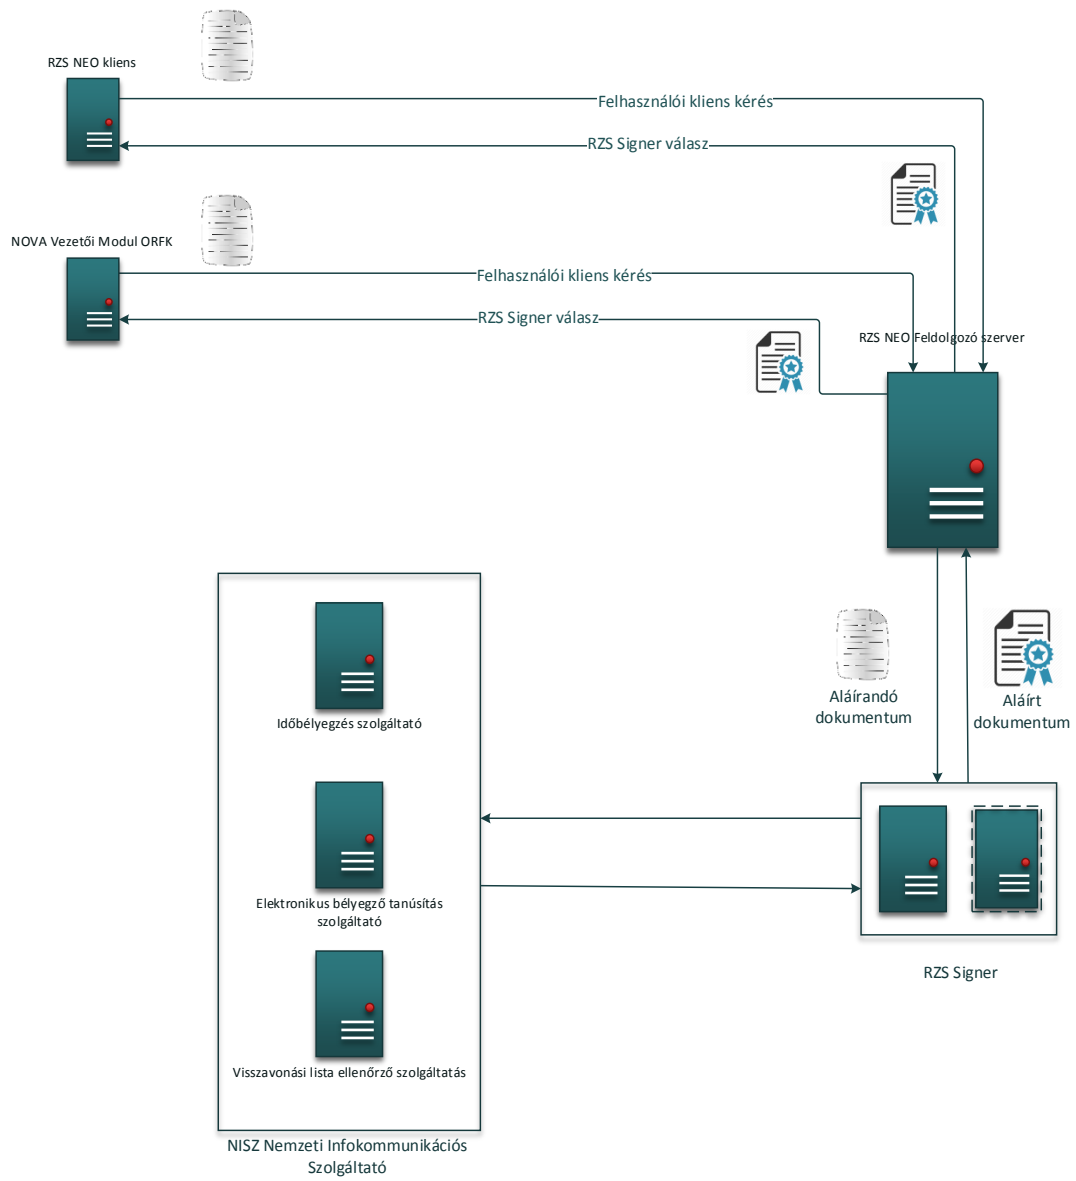 RZS NEO kliens
Felhasználói kliens kérés
RZS Signer válasz
NOVA Vezetői Modul ORFK
Felhasználói kliens kérés
RZS Signer válasz
RZS NEO Feldolgozó szerver
Aláírandó
dokumentum
Aláírt
dokumentum
Időbélyegzés szolgáltató
Elektronikus bélyegző tanúsítás
szolgáltató
RZS Signer
Visszavonási lista ellenőrző szolgáltatás
NISZ Nemzeti Infokommunikációs
Szolgáltató